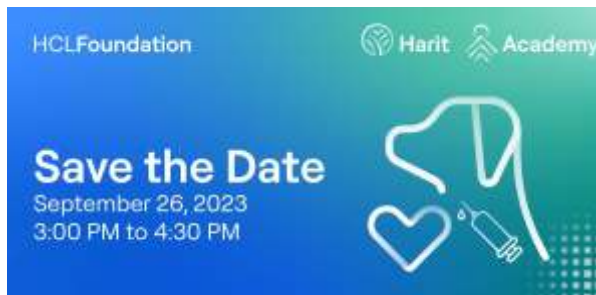 HCLFoundation
Harit Academy
Save the Date
September 26, 2023
3:00 PM to 4:30 PM